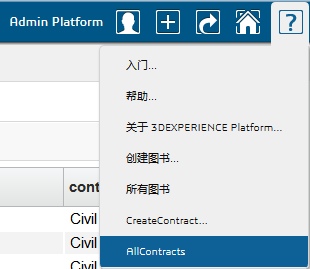 Admin Platform
?
入门...
帮助...
关于 3DEXPERIENCE Platform...
创建图书...
所有图书
CreateContract...
AllContracts
cont
Civil
Civil
Civil